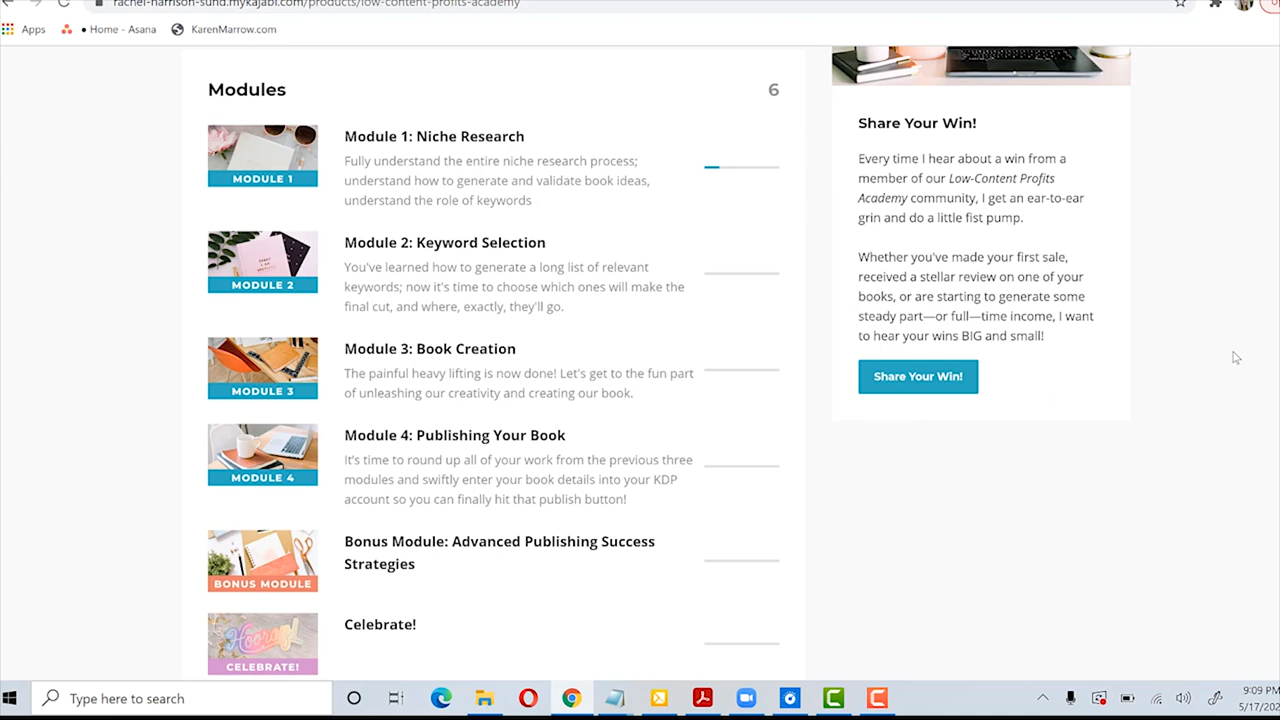 rachel-harrison-sund.mykajabi.com/products/low-content-profits-academy
Apps
• Home - Asana
KarenMarrow.com
Modules
6
MODULE 1
Module 1: Niche Research
Fully understand the entire niche research process;
understand how to generate and validate book ideas,
understand the role of keywords
MODULE 2
Module 2: Keyword Selection
You've learned how to generate a long list of relevant
keywords; now it's time to choose which ones will make the
final cut, and where, exactly, they'll go.
MODULE 3
Module 3: Book Creation
The painful heavy lifting is now done! Let's get to the fun part
of unleashing our creativity and creating our book.
MODULE 4
Module 4: Publishing Your Book
It's time to round up all of your work from the previous three
modules and swiftly enter your book details into your KDP
account so you can finally hit that publish button!
BONUS MODULE
Bonus Module: Advanced Publishing Success
Strategies
Hooray!
CELEBRATE!
Celebrate!
Share Your Win!
Every time I hear about a win from a
member of our Low-Content Profits
Academy community, I get an ear-to-ear
grin and do a little fist pump.
Whether you've made your first sale,
received a stellar review on one of your
books, or are starting to generate some
steady part—or full—time income, I want
to hear your wins BIG and small!
Share Your Win!
Type here to search
9:09 PM
5/17/202